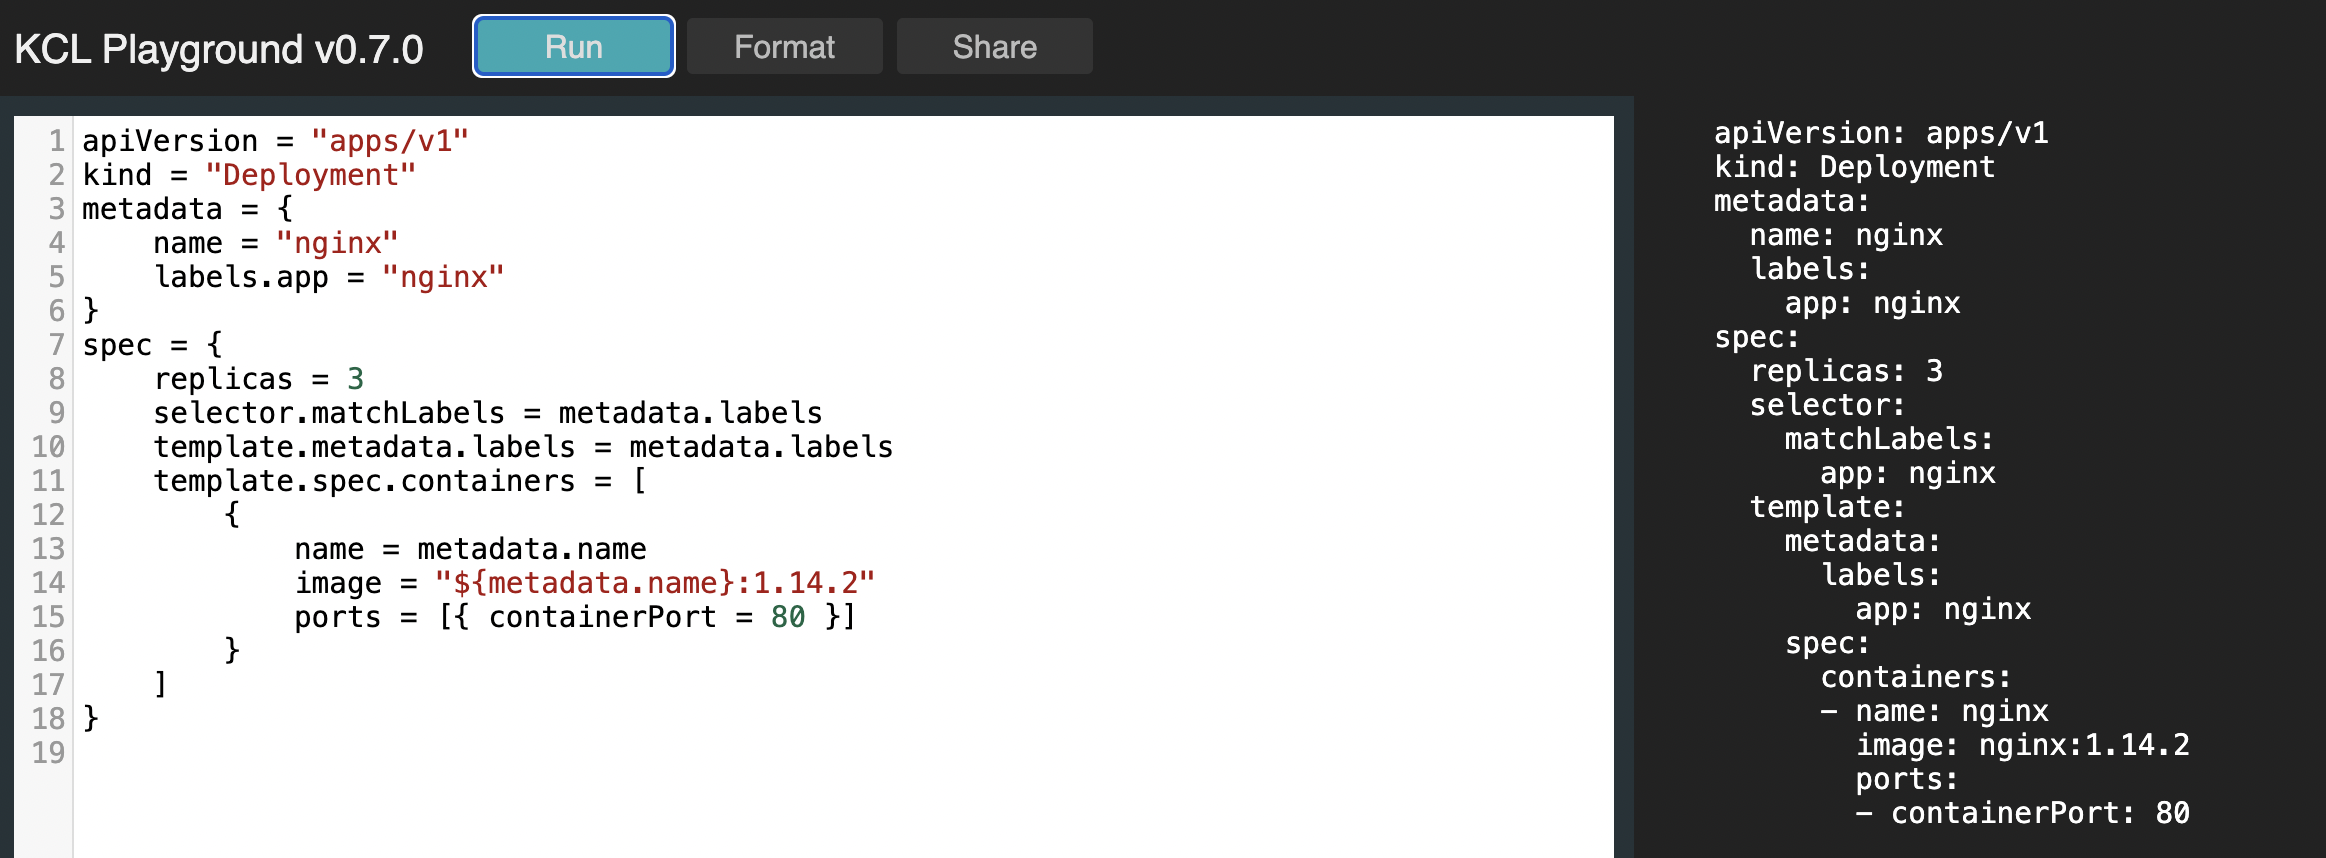 KCL Playground v0.7.0 Run Format Share
1 apiVersion = "apps/v1"
2 kind = "Deployment"
3 metadata = {
4     name = "nginx"
5     labels.app = "nginx"
6 }
7 spec = {
8     replicas = 3
9     selector.matchLabels = metadata.labels
10     template.metadata.labels = metadata.labels
11     template.spec.containers = [
12         {
13             name = metadata.name
14             image = "${metadata.name}:1.14.2"
15             ports = [{ containerPort = 80 }]
16         }
17     ]
18 }
19
apiVersion: apps/v1
kind: Deployment
metadata:
  name: nginx
  labels:
    app: nginx
spec:
  replicas: 3
  selector:
    matchLabels:
      app: nginx
  template:
    metadata:
      labels:
        app: nginx
    spec:
      containers:
      - name: nginx
        image: nginx:1.14.2
        ports:
        - containerPort: 80